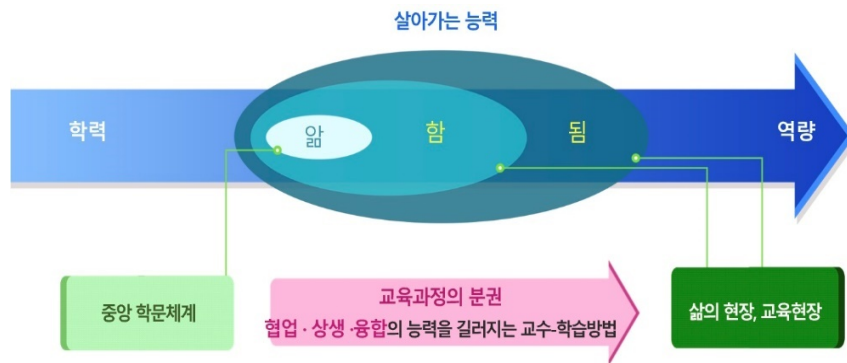 살아가는 능력
학력
앎
함
됨
역량
중앙 학문체계
교육과정의 분권
협업 · 상생 ·융합의 능력을 길러지는 교수-학습방법
삶의 현장, 교육현장